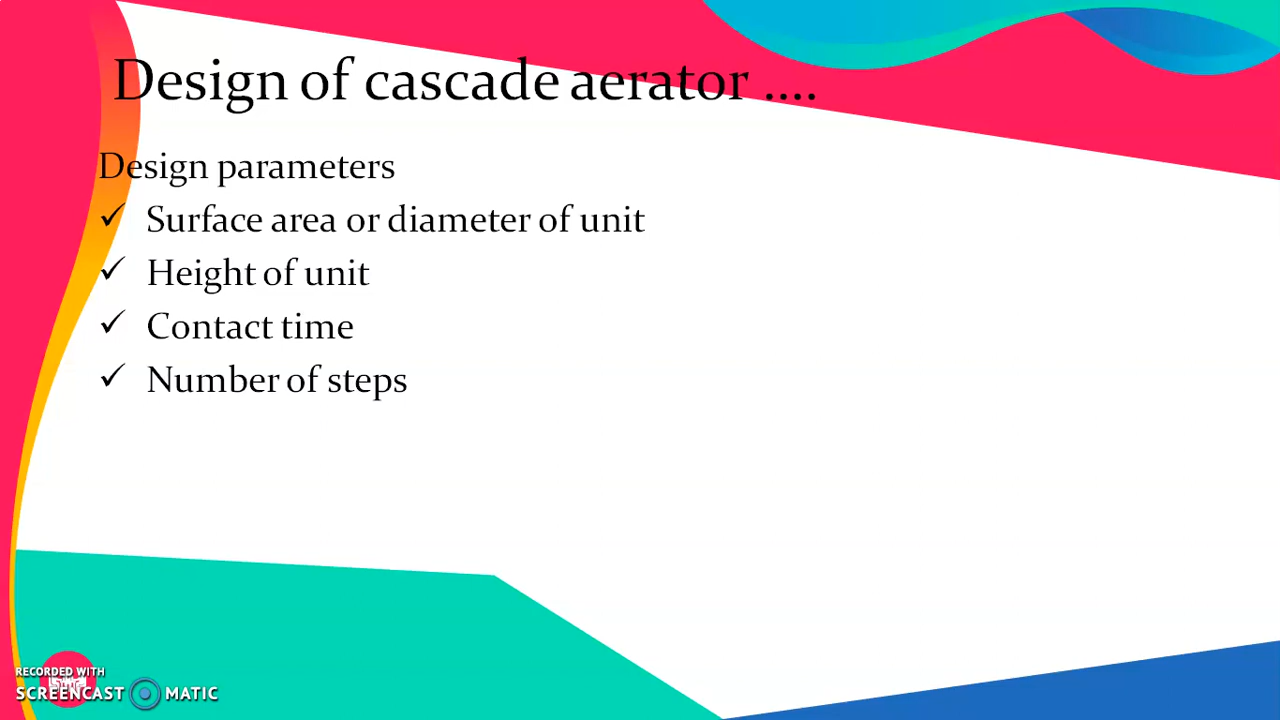 Design of cascade aerator ....
Design parameters
✓ Surface area or diameter of unit
✓ Height of unit
✓ Contact time
✓ Number of steps
RECORDED WITH
SCREENCAST MATIC